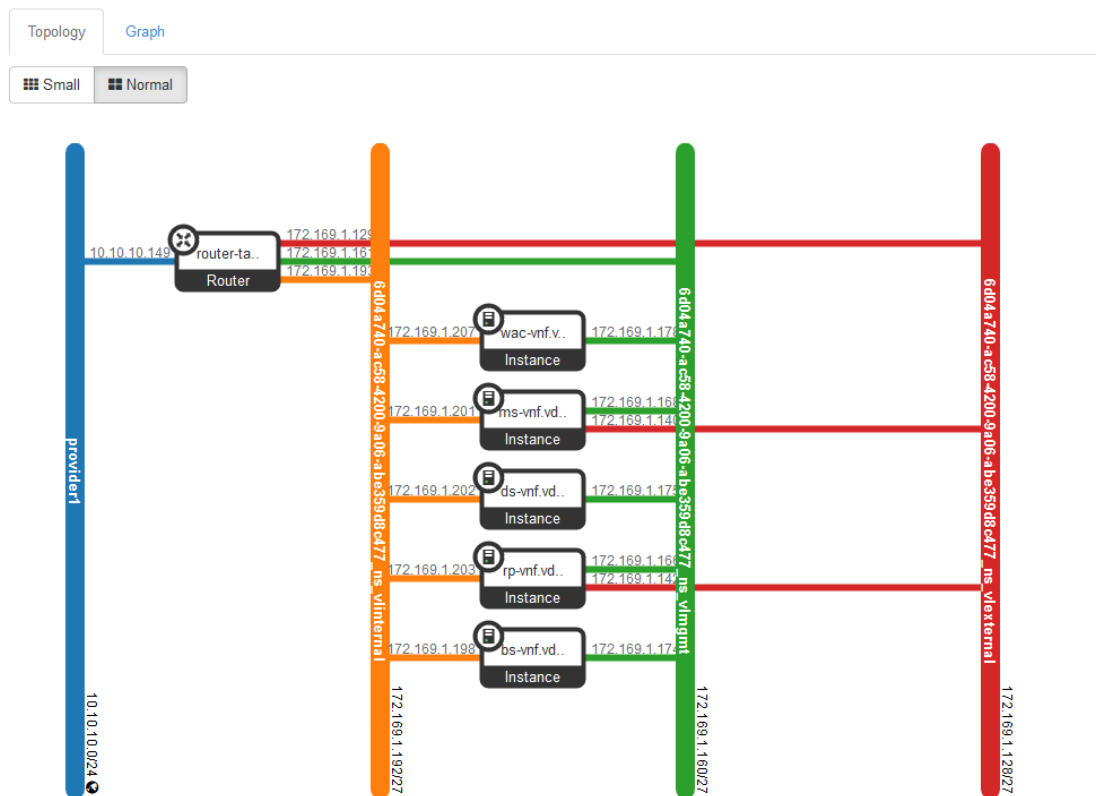 Topology
Graph
Small
Normal
provider1
10.10.10.0/24
10.10.10.149
router-ta..
Router
172.169.1.129
172.169.1.161
172.169.1.193
6d04a740-ac58-4200-9a06-abe359d8c477_ns_vlinternal
172.169.1.192/27
172.169.1.207
wac-vnf.v..
Instance
172.169.1.201
ms-vnf.vd..
Instance
172.169.1.202
ds-vnf.vd..
Instance
172.169.1.203
rp-vnf.vd..
Instance
172.169.1.198
bs-vnf.vd..
Instance
172.169.1.174
6d04a740-ac58-4200-9a06-abe359d8c477_ns_vlmgmt
172.169.1.160/27
6d04a740-ac58-4200-9a06-abe359d8c477_ns_vlexternal
172.169.1.128/27